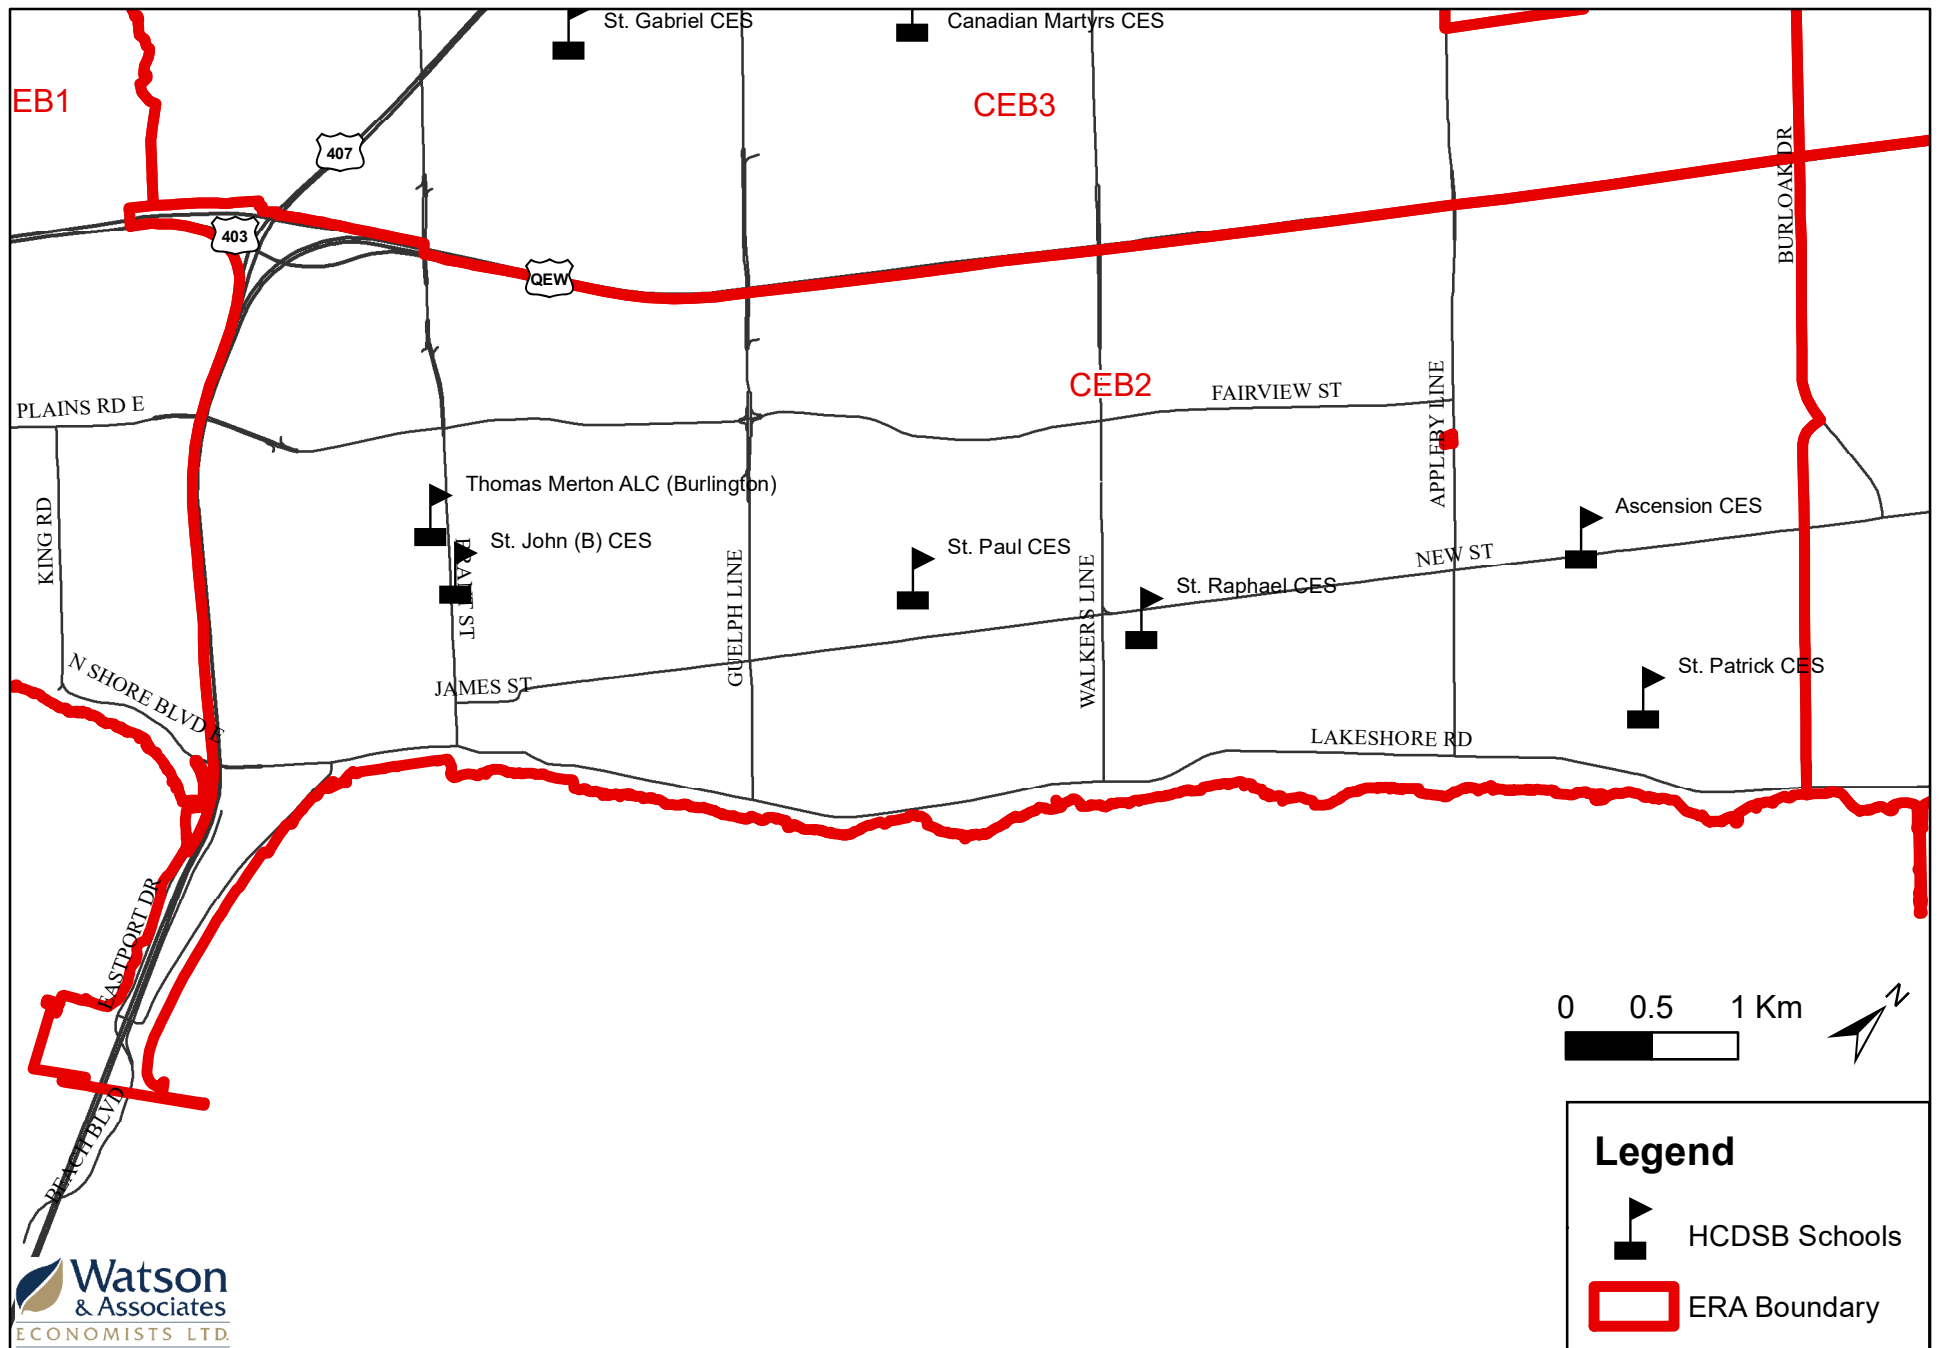 St. Gabriel CES
Canadian Martyrs CES
EB1
CEB3
407
BURLOAK DR
403
QEW
CEB2
FAIRVIEW ST
PLAINS RD E
APPLEBY LINE
Thomas Merton ALC (Burlington)
KING RD
Ascension CES
St. John (B) CES
BRANT ST
St. Paul CES
NEW ST
GUELPH LINE
WALKERS LINE
St. Raphael CES
N SHORE BLVD E
JAMES ST
St. Patrick CES
LAKESHORE RD
EASTPORT DR
0 0.5 1 Km
N
BEACH BLVD
Legend
HCDSB Schools
ERA Boundary
Watson
& Associates
ECONOMISTS LTD.